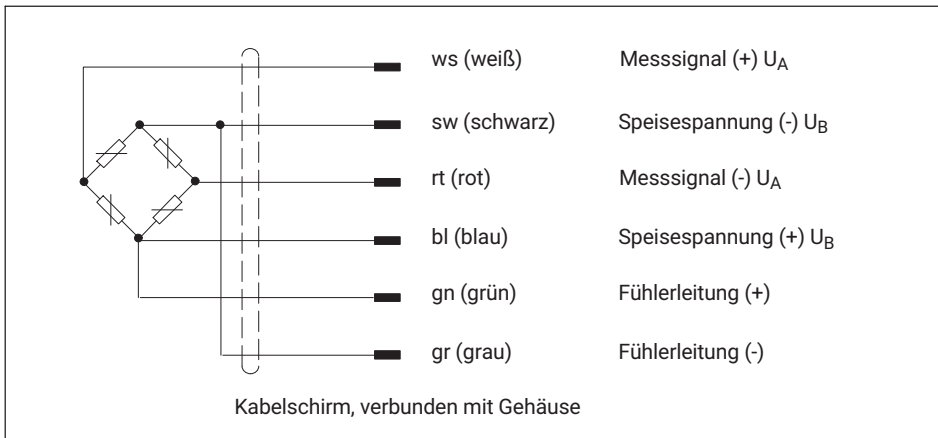 ws (weiß) Messsignal (+) UA
sw (schwarz) Speisespannung (-) UB
rt (rot) Messsignal (-) UA
bl (blau) Speisespannung (+) UB
gn (grün) Fühlerleitung (+)
gr (grau) Fühlerleitung (-)
Kabelschirm, verbunden mit Gehäuse